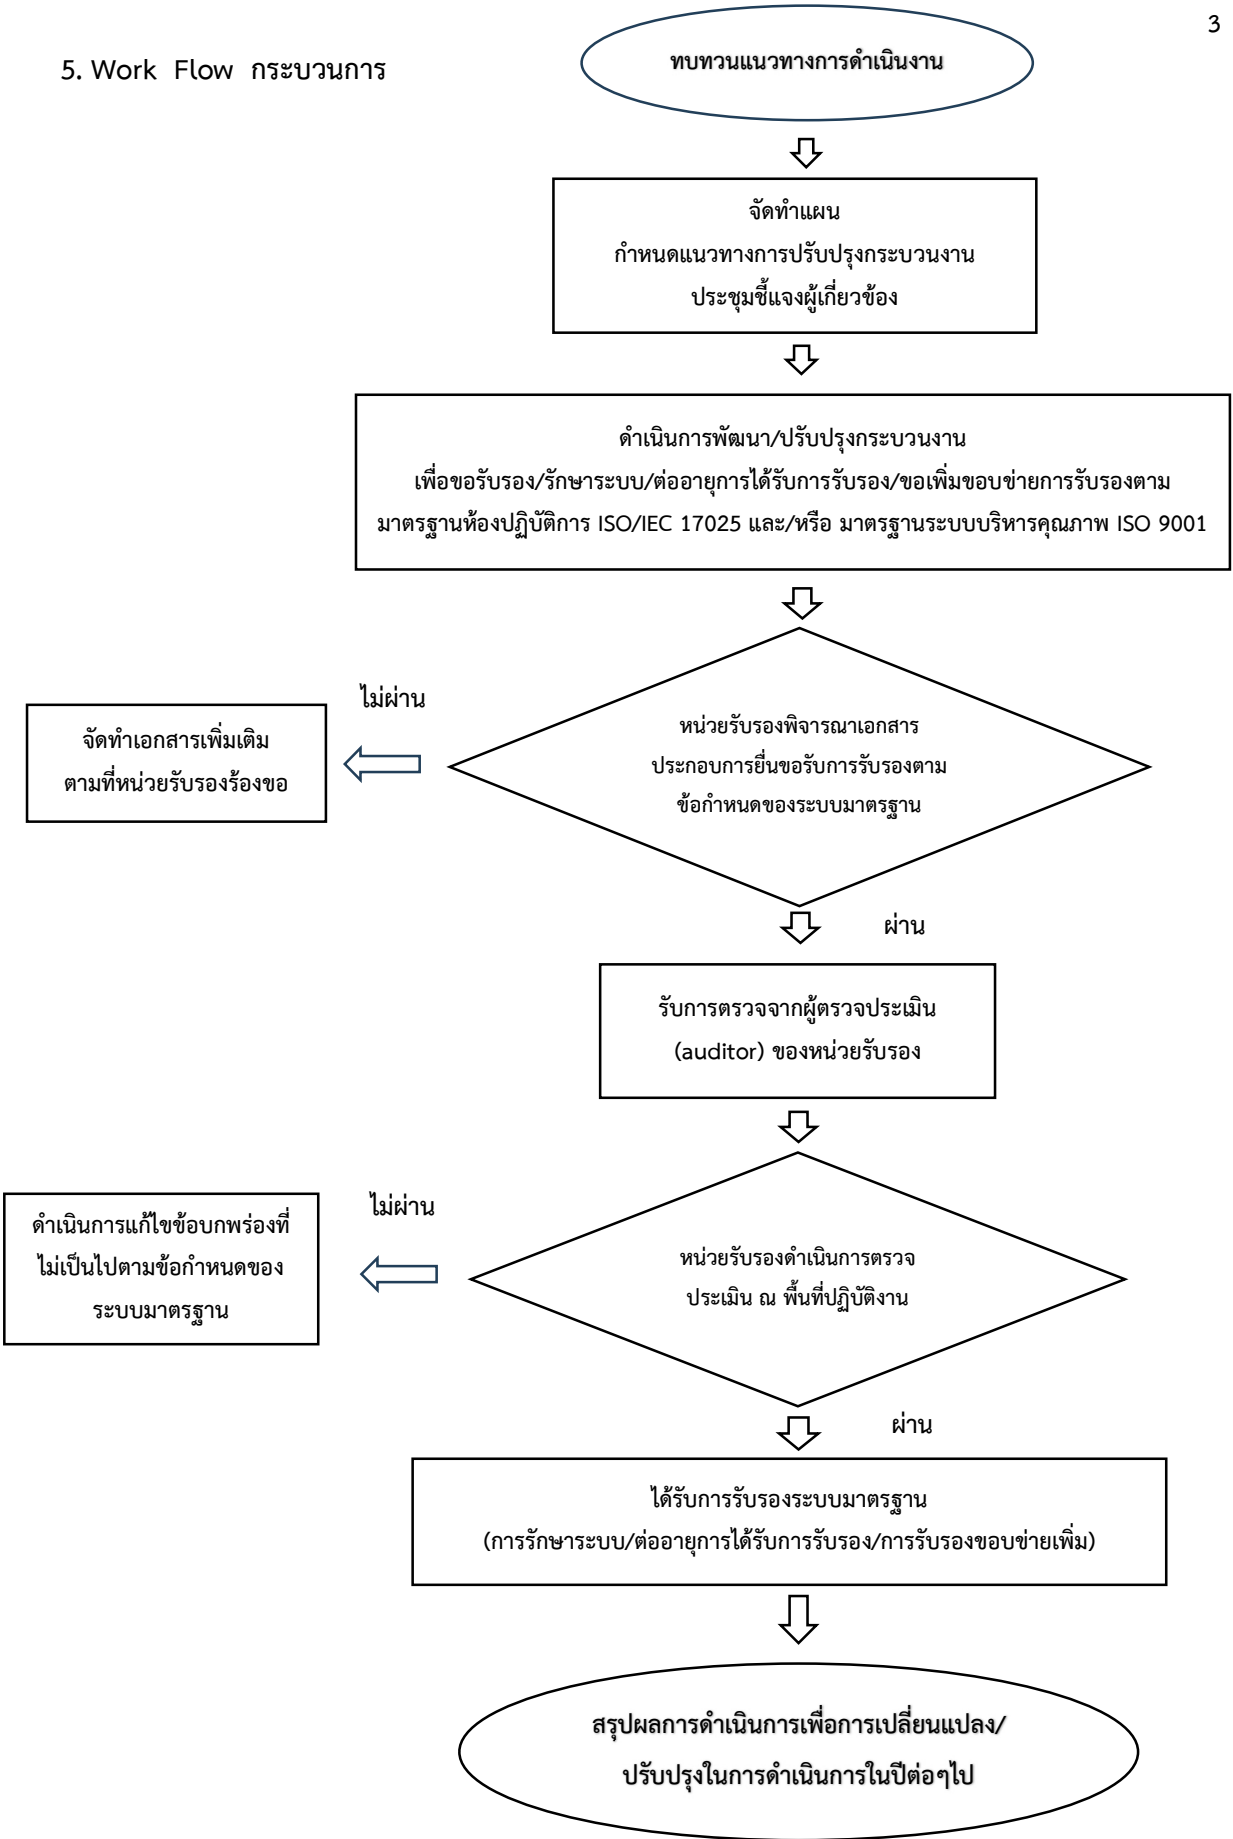 3
5. Work Flow กระบวนการ
ทบทวนแนวทางการดำเนินงาน
จัดทำแผน
กำหนดแนวทางการปรับปรุงกระบวนงาน
ประชุมชี้แจงผู้เกี่ยวข้อง
ดำเนินการพัฒนา/ปรับปรุงกระบวนงาน
เพื่อขอรับรอง/รักษาระบบ/ต่ออายุการได้รับการรับรอง/ขอเพิ่มขอบข่ายการรับรองตาม
มาตรฐานห้องปฏิบัติการ ISO/IEC 17025 และ/หรือ มาตรฐานระบบบริหารคุณภาพ ISO 9001
หน่วยรับรองพิจารณาเอกสาร
ประกอบการยื่นขอรับการรับรองตาม
ข้อกำหนดของระบบมาตรฐาน
ไม่ผ่าน
จัดทำเอกสารเพิ่มเติม
ตามที่หน่วยรับรองร้องขอ
ผ่าน
รับการตรวจจากผู้ตรวจประเมิน
(auditor) ของหน่วยรับรอง
หน่วยรับรองดำเนินการตรวจ
ประเมิน ณ พื้นที่ปฏิบัติงาน
ไม่ผ่าน
ดำเนินการแก้ไขข้อบกพร่องที่
ไม่เป็นไปตามข้อกำหนดของ
ระบบมาตรฐาน
ผ่าน
ได้รับการรับรองระบบมาตรฐาน
(การรักษาระบบ/ต่ออายุการได้รับการรับรอง/การรับรองขอบข่ายเพิ่ม)
สรุปผลการดำเนินการเพื่อการเปลี่ยนแปลง/
ปรับปรุงในการดำเนินการในปีต่อๆไป